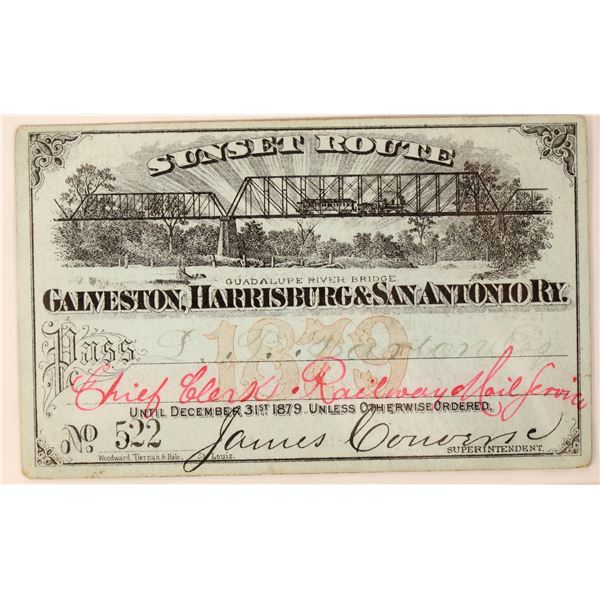 SUNSET ROUTE
GUADALUPE RIVER BRIDGE
GALVESTON, HARRISBURG & SAN ANTONIO RY.
1879
Pass
Chief Clerk. Railway Mail Service
UNTIL DECEMBER 31ST 1879 UNLESS OTHERWISE ORDERED.
No 522 James Converse
SUPERINTENDENT.
Woodward, Tiernan & Hale, St. Louis.